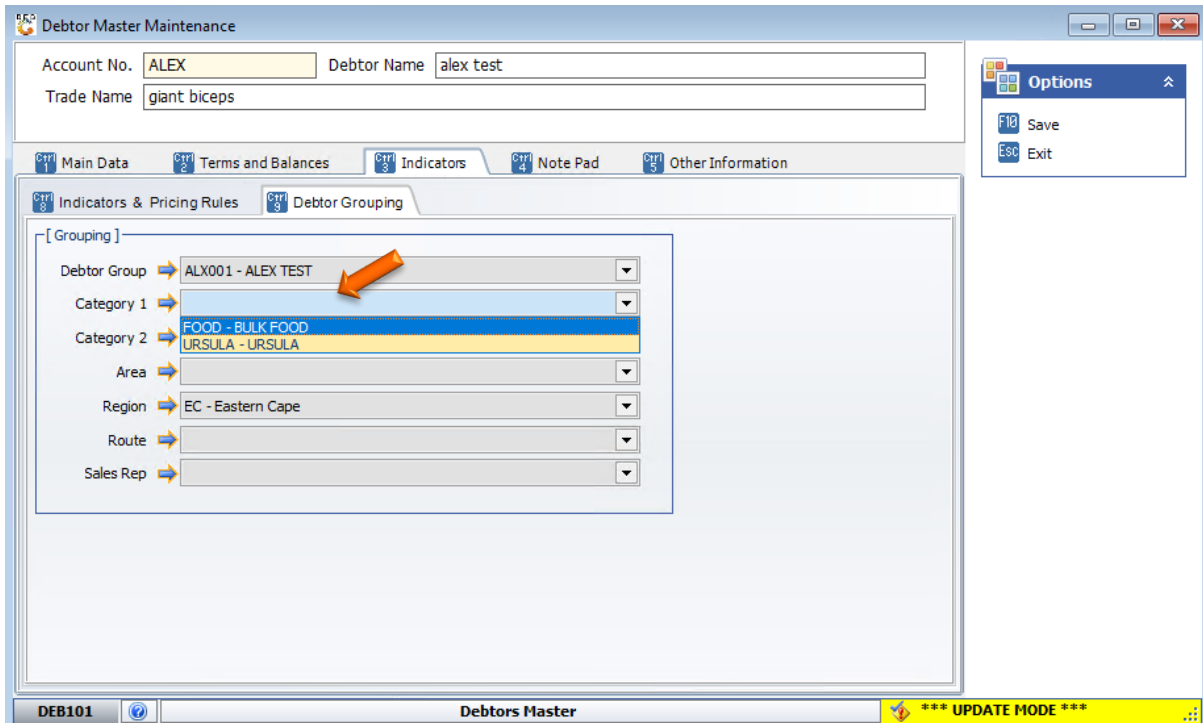 Debtor Master Maintenance
Account No. ALEX Debtor Name alex test
Trade Name giant biceps
Options
F10 Save
Esc Exit
Ctrl 1 Main Data Ctrl 2 Terms and Balances Ctrl 3 Indicators Ctrl 4 Note Pad Ctrl 5 Other Information
Ctrl 8 Indicators & Pricing Rules Ctrl 9 Debtor Grouping
[ Grouping ]
Debtor Group ALX001 - ALEX TEST
Category 1
FOOD - BULK FOOD
Category 2 URSULA - URSULA
Area
Region EC - Eastern Cape
Route
Sales Rep
DEB101 Debtors Master *** UPDATE MODE ***